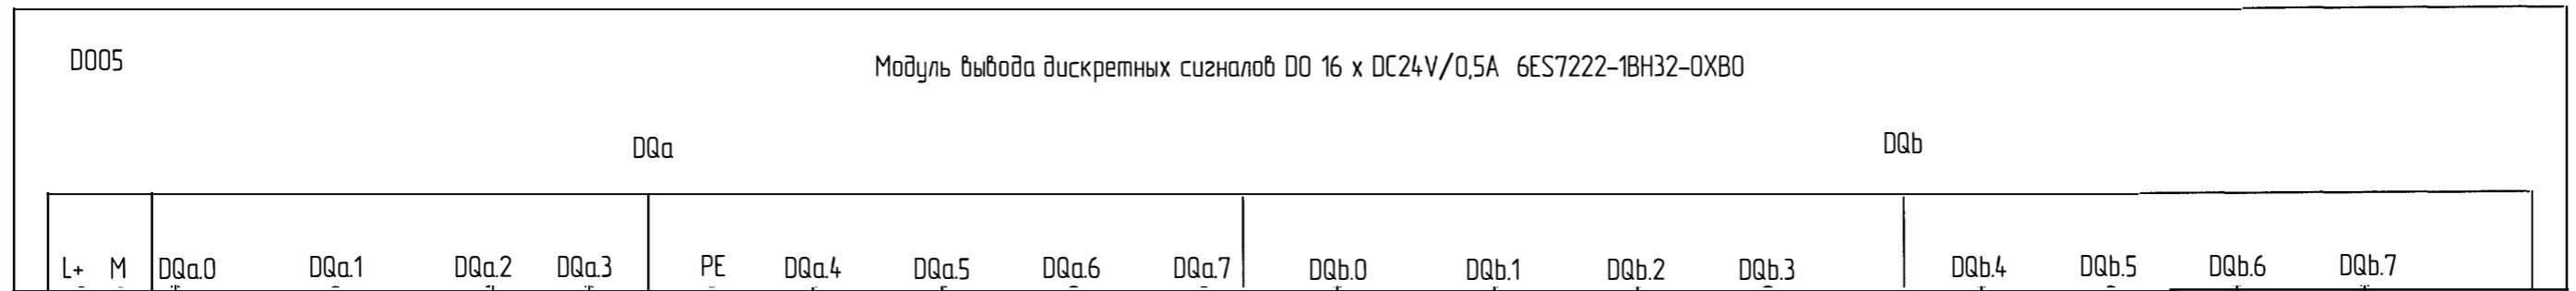 DO05
Модуль вывода дискретных сигналов DO 16 x DC24V/0,5A 6ES7222-1BH32-0XB0
DQa DQb
L+ M DQa.0 DQa.1 DQa.2 DQa.3 PE DQa.4 DQa.5 DQa.6 DQa.7 DQb.0 DQb.1 DQb.2 DQb.3 DQb.4 DQb.5 DQb.6 DQb.7